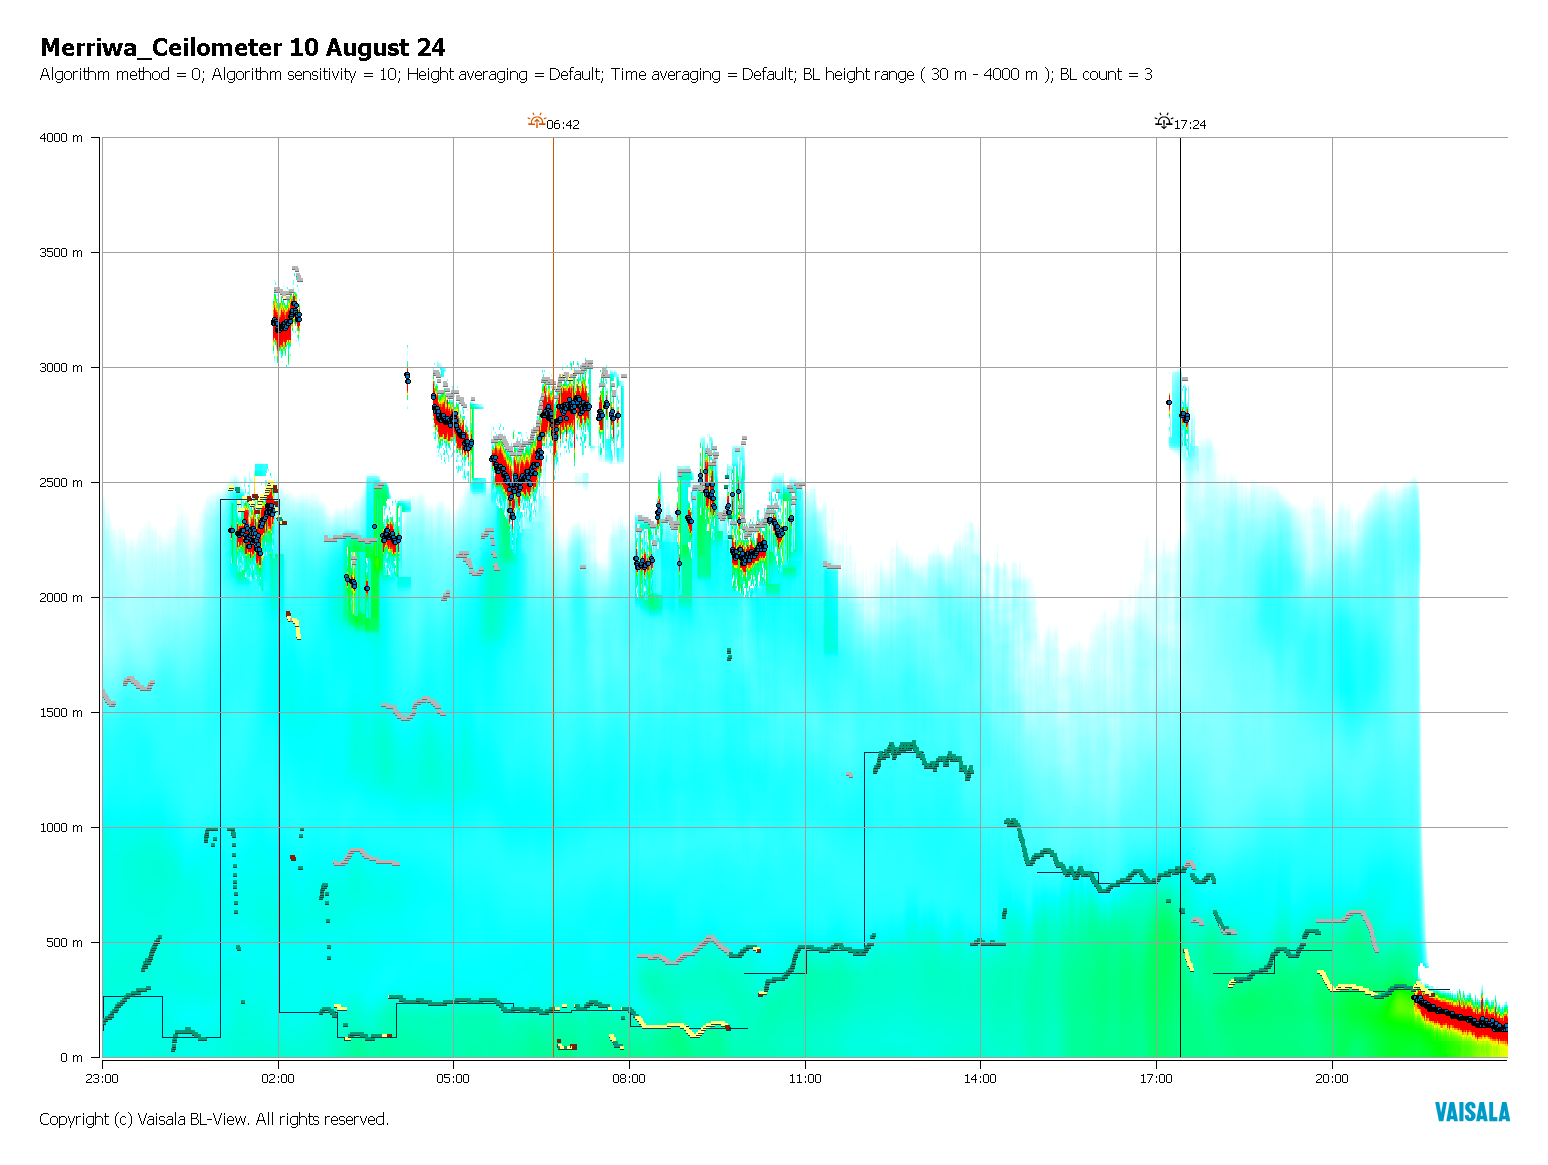 Merriwa_Ceilometer 10 August 24
Algorithm method = 0; Algorithm sensitivity = 10; Height averaging = Default; Time averaging = Default; BL height range ( 30 m - 4000 m ); BL count = 3
06:42
17:24
4000 m
3500 m
3000 m
2500 m
2000 m
1500 m
1000 m
500 m
0 m
23:00
02:00
05:00
08:00
11:00
14:00
17:00
20:00
Copyright (c) Vaisala BL-View. All rights reserved.
VAISALA